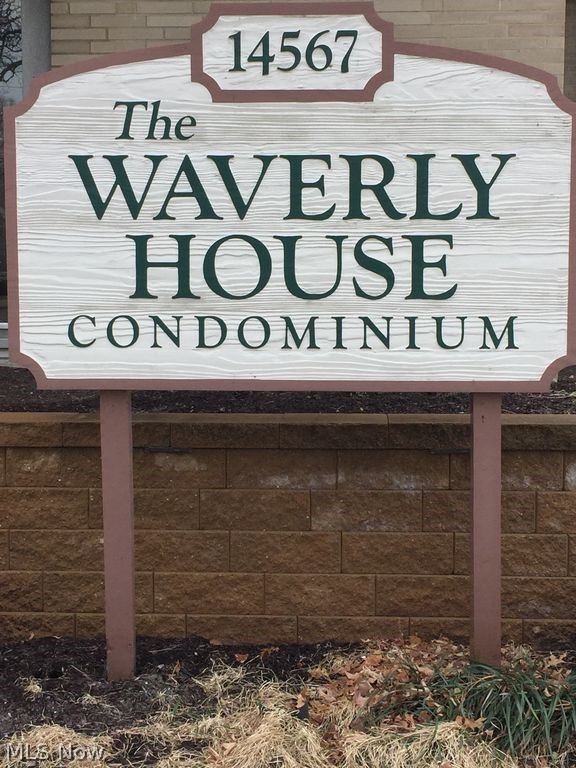 14567
The
WAVERLY
HOUSE
CONDOMINIUM
MLS Now